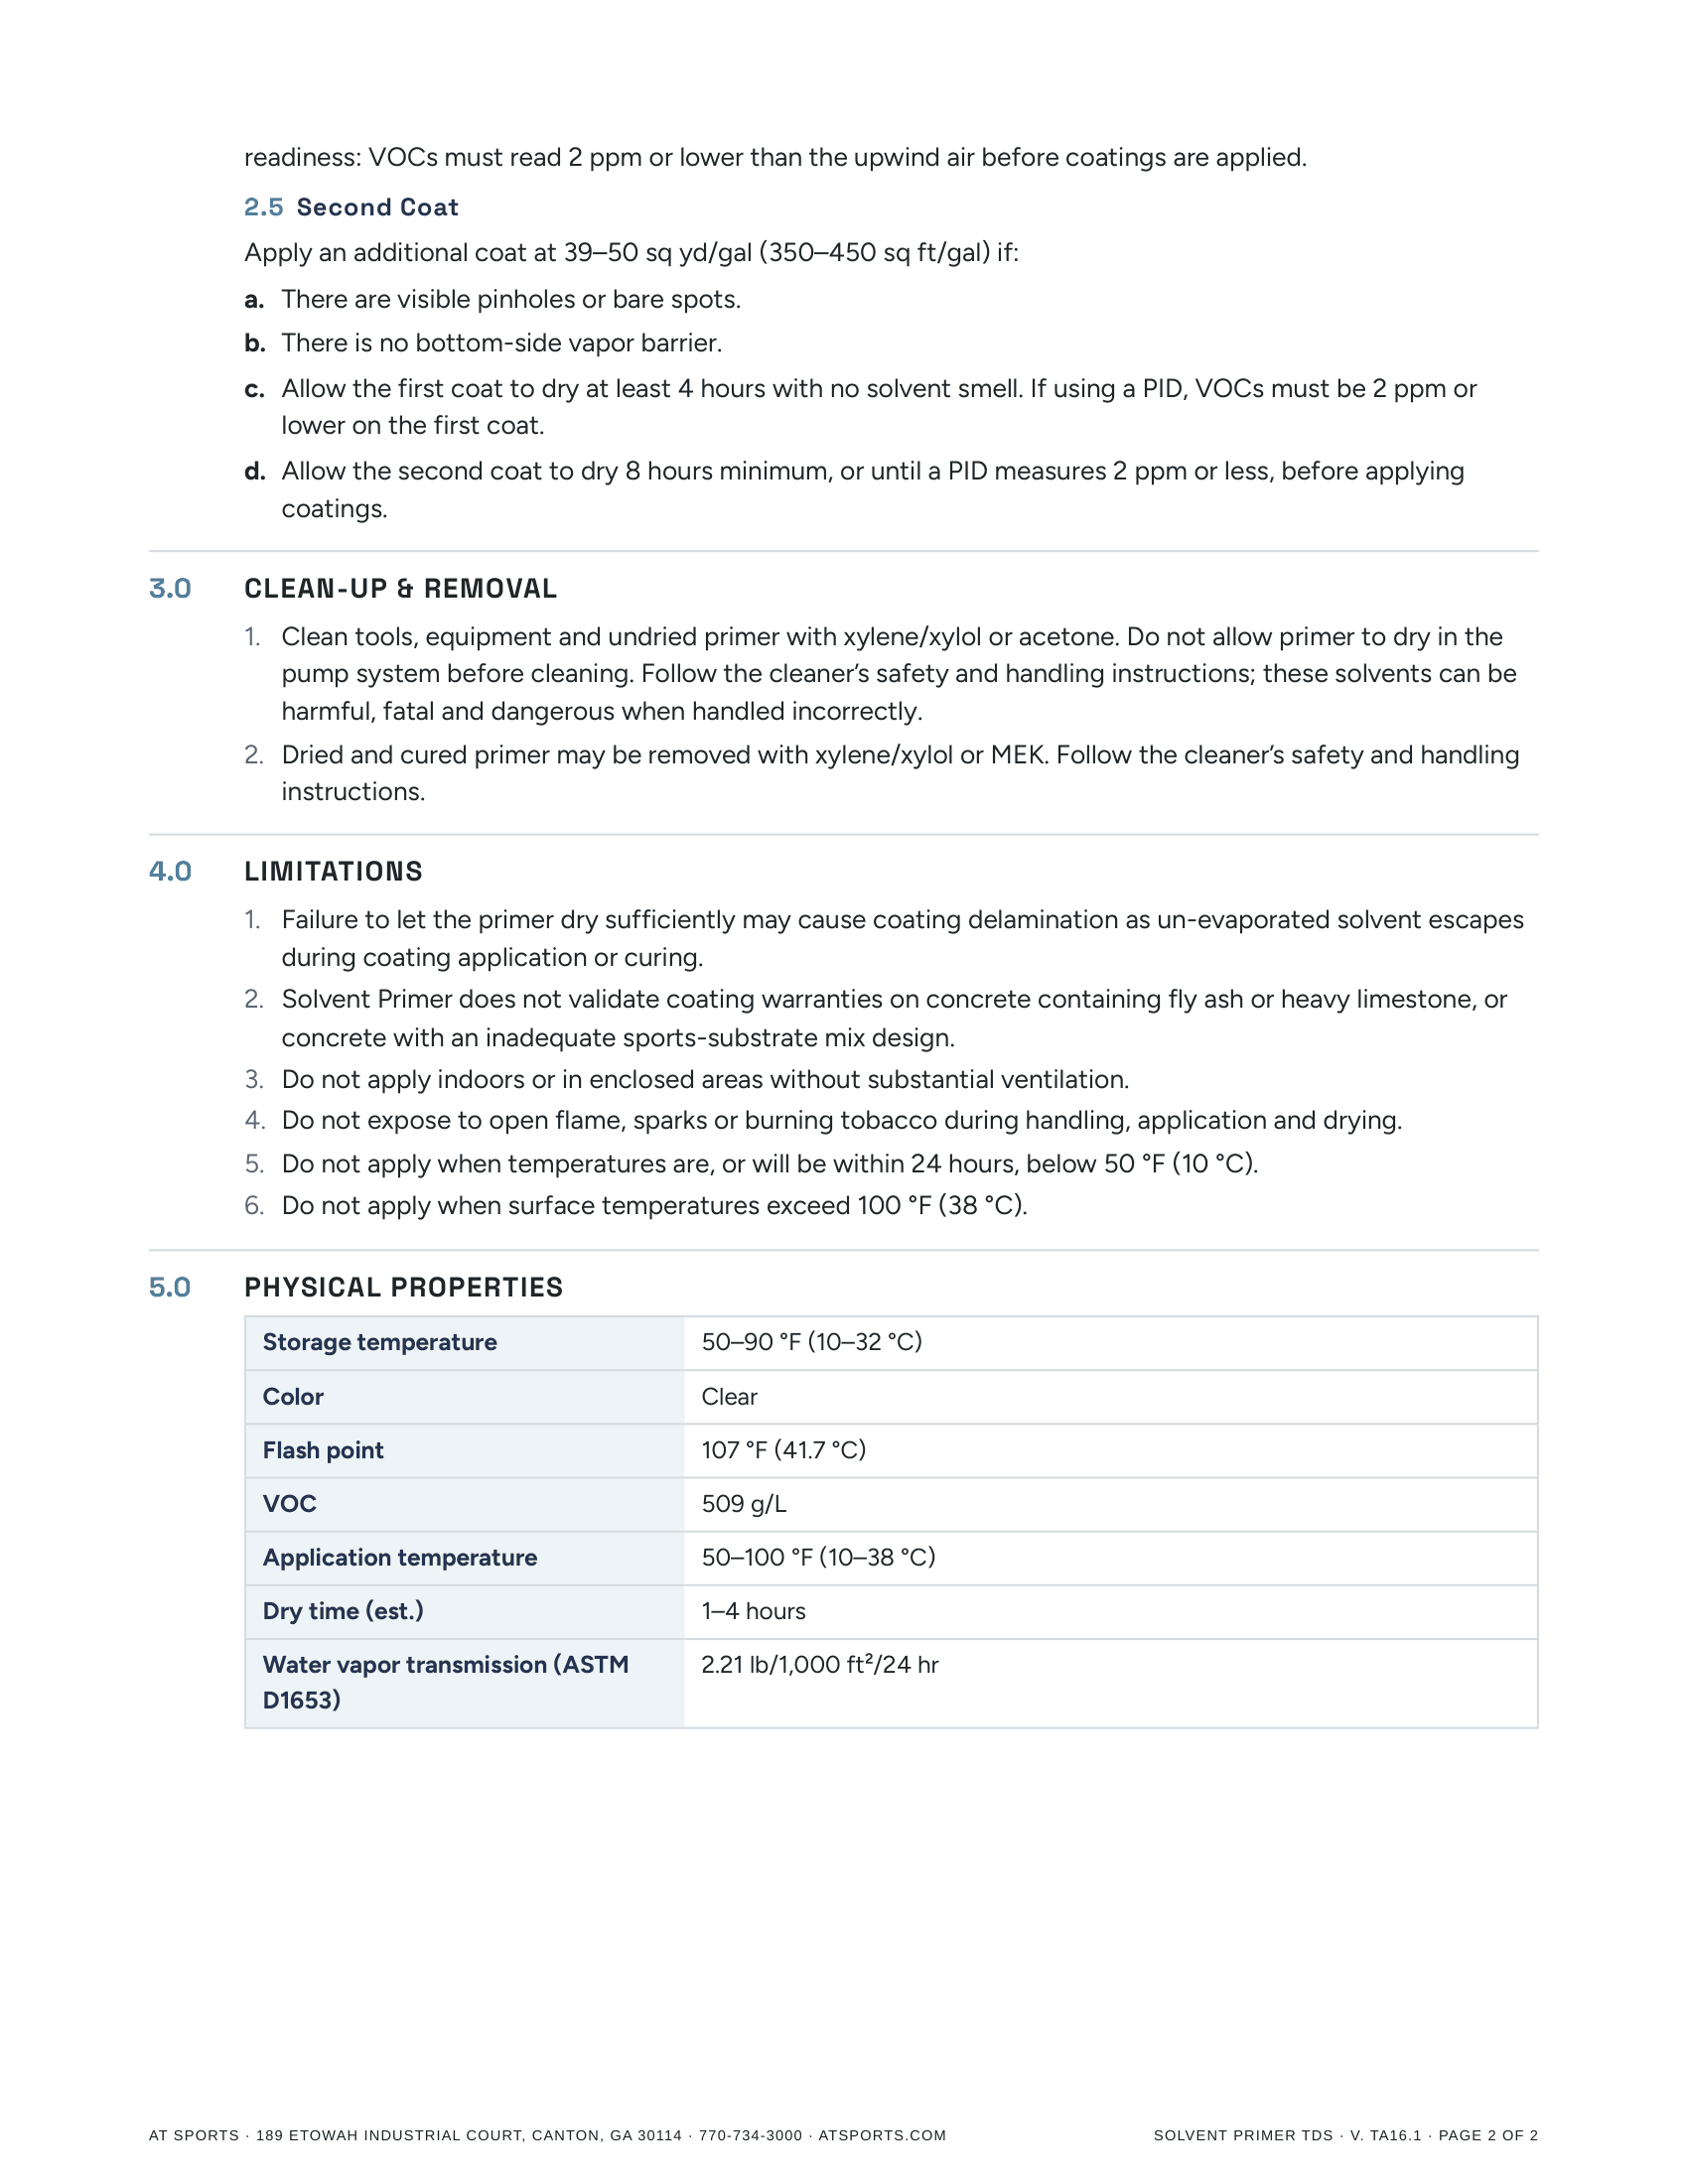 readiness: VOCs must read 2 ppm or lower than the upwind air before coatings are applied.
2.5 Second Coat
Apply an additional coat at 39–50 sq yd/gal (350–450 sq ft/gal) if:
a. There are visible pinholes or bare spots.
b. There is no bottom-side vapor barrier.
c. Allow the first coat to dry at least 4 hours with no solvent smell. If using a PID, VOCs must be 2 ppm or
lower on the first coat.
d. Allow the second coat to dry 8 hours minimum, or until a PID measures 2 ppm or less, before applying
coatings.
3.0 CLEAN-UP & REMOVAL
1. Clean tools, equipment and undried primer with xylene/xylol or acetone. Do not allow primer to dry in the
pump system before cleaning. Follow the cleaner’s safety and handling instructions; these solvents can be
harmful, fatal and dangerous when handled incorrectly.
2. Dried and cured primer may be removed with xylene/xylol or MEK. Follow the cleaner’s safety and handling
instructions.
4.0 LIMITATIONS
1. Failure to let the primer dry sufficiently may cause coating delamination as un-evaporated solvent escapes
during coating application or curing.
2. Solvent Primer does not validate coating warranties on concrete containing fly ash or heavy limestone, or
concrete with an inadequate sports-substrate mix design.
3. Do not apply indoors or in enclosed areas without substantial ventilation.
4. Do not expose to open flame, sparks or burning tobacco during handling, application and drying.
5. Do not apply when temperatures are, or will be within 24 hours, below 50 °F (10 °C).
6. Do not apply when surface temperatures exceed 100 °F (38 °C).
5.0 PHYSICAL PROPERTIES
Storage temperature 50–90 °F (10–32 °C)
Color Clear
Flash point 107 °F (41.7 °C)
VOC 509 g/L
Application temperature 50–100 °F (10–38 °C)
Dry time (est.) 1–4 hours
Water vapor transmission (ASTM 2.21 lb/1,000 ft²/24 hr
D1653)
AT SPORTS · 189 ETOWAH INDUSTRIAL COURT, CANTON, GA 30114 · 770-734-3000 · ATSPORTS.COM SOLVENT PRIMER TDS · V. TA16.1 · PAGE 2 OF 2